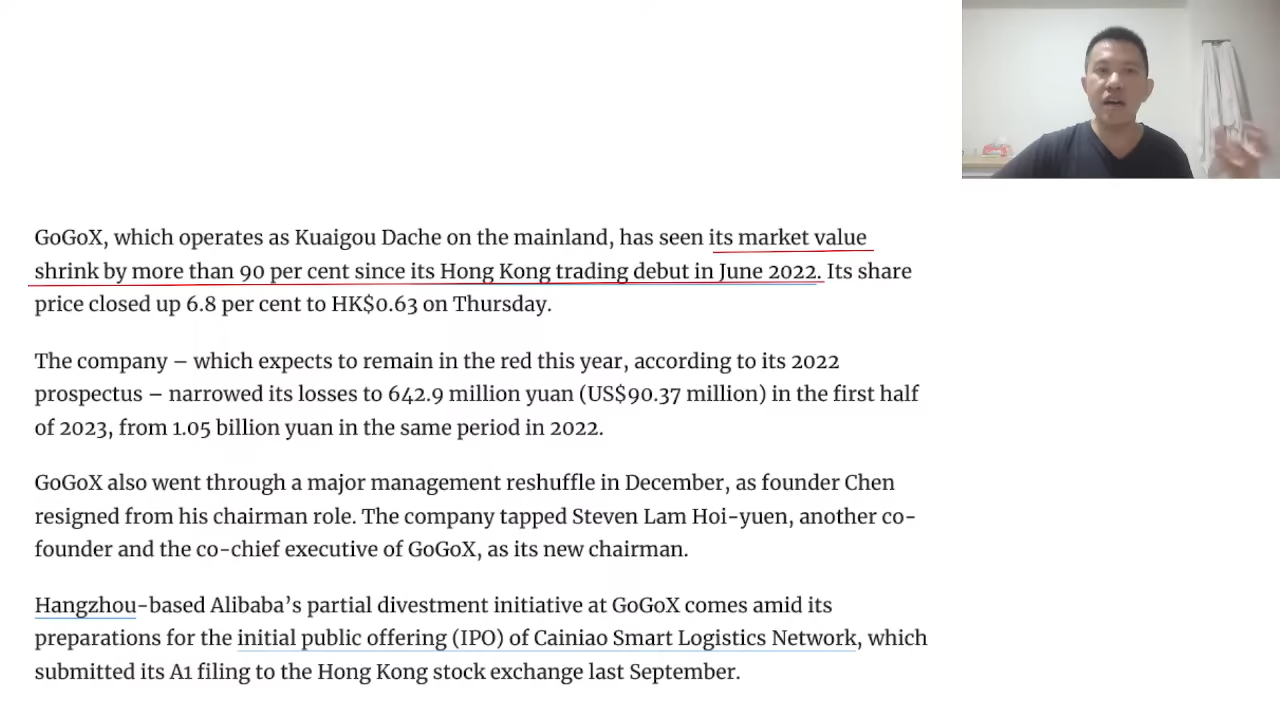 GoGoX, which operates as Kuaigou Dache on the mainland, has seen its market value
shrink by more than 90 per cent since its Hong Kong trading debut in June 2022. Its share
price closed up 6.8 per cent to HK$0.63 on Thursday.
The company – which expects to remain in the red this year, according to its 2022
prospectus – narrowed its losses to 642.9 million yuan (US$90.37 million) in the first half
of 2023, from 1.05 billion yuan in the same period in 2022.
GoGoX also went through a major management reshuffle in December, as founder Chen
resigned from his chairman role. The company tapped Steven Lam Hoi-yuen, another co-
founder and the co-chief executive of GoGoX, as its new chairman.
Hangzhou-based Alibaba’s partial divestment initiative at GoGoX comes amid its
preparations for the initial public offering (IPO) of Cainiao Smart Logistics Network, which
submitted its A1 filing to the Hong Kong stock exchange last September.